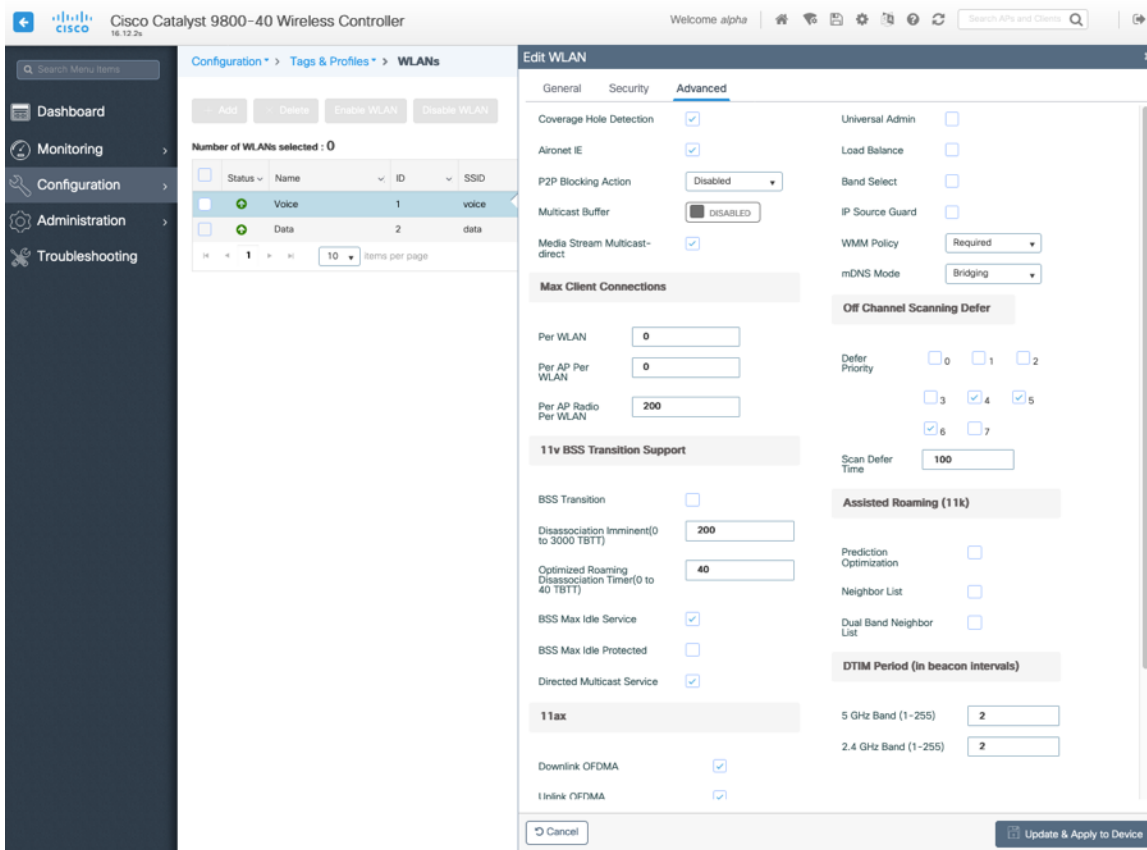 CISCO
Cisco Catalyst 9800-40 Wireless Controller
16.12.2s
Welcome alpha
Search APs and Clients
Search Menu Items
Dashboard
Monitoring
Configuration
Administration
Troubleshooting
Configuration > Tags & Profiles > WLANs
Add
Delete
Enable WLAN
Disable WLAN
Number of WLANs selected : 0
Status Name ID SSID
Voice 1 voice
Data 2 data
1 10 items per page
Edit WLAN
General Security Advanced
Coverage Hole Detection
Aironet IE
P2P Blocking Action Disabled
Multicast Buffer DISABLED
Media Stream Multicast-
direct
Max Client Connections
Per WLAN 0
Per AP Per
WLAN 0
Per AP Radio
Per WLAN 200
11v BSS Transition Support
BSS Transition
Disassociation Imminent(0
to 3000 TBTT) 200
Optimized Roaming
Disassociation Timer(0 to
40 TBTT) 40
BSS Max Idle Service
BSS Max Idle Protected
Directed Multicast Service
11ax
Downlink OFDMA
Uplink OFDMA
Universal Admin
Load Balance
Band Select
IP Source Guard
WMM Policy Required
mDNS Mode Bridging
Off Channel Scanning Defer
Defer
Priority
0 1 2
3 4 5
6 7
Scan Defer
Time 100
Assisted Roaming (11k)
Prediction
Optimization
Neighbor List
Dual Band Neighbor
List
DTIM Period (in beacon intervals)
5 GHz Band (1-255) 2
2.4 GHz Band (1-255) 2
Cancel
Update & Apply to Device